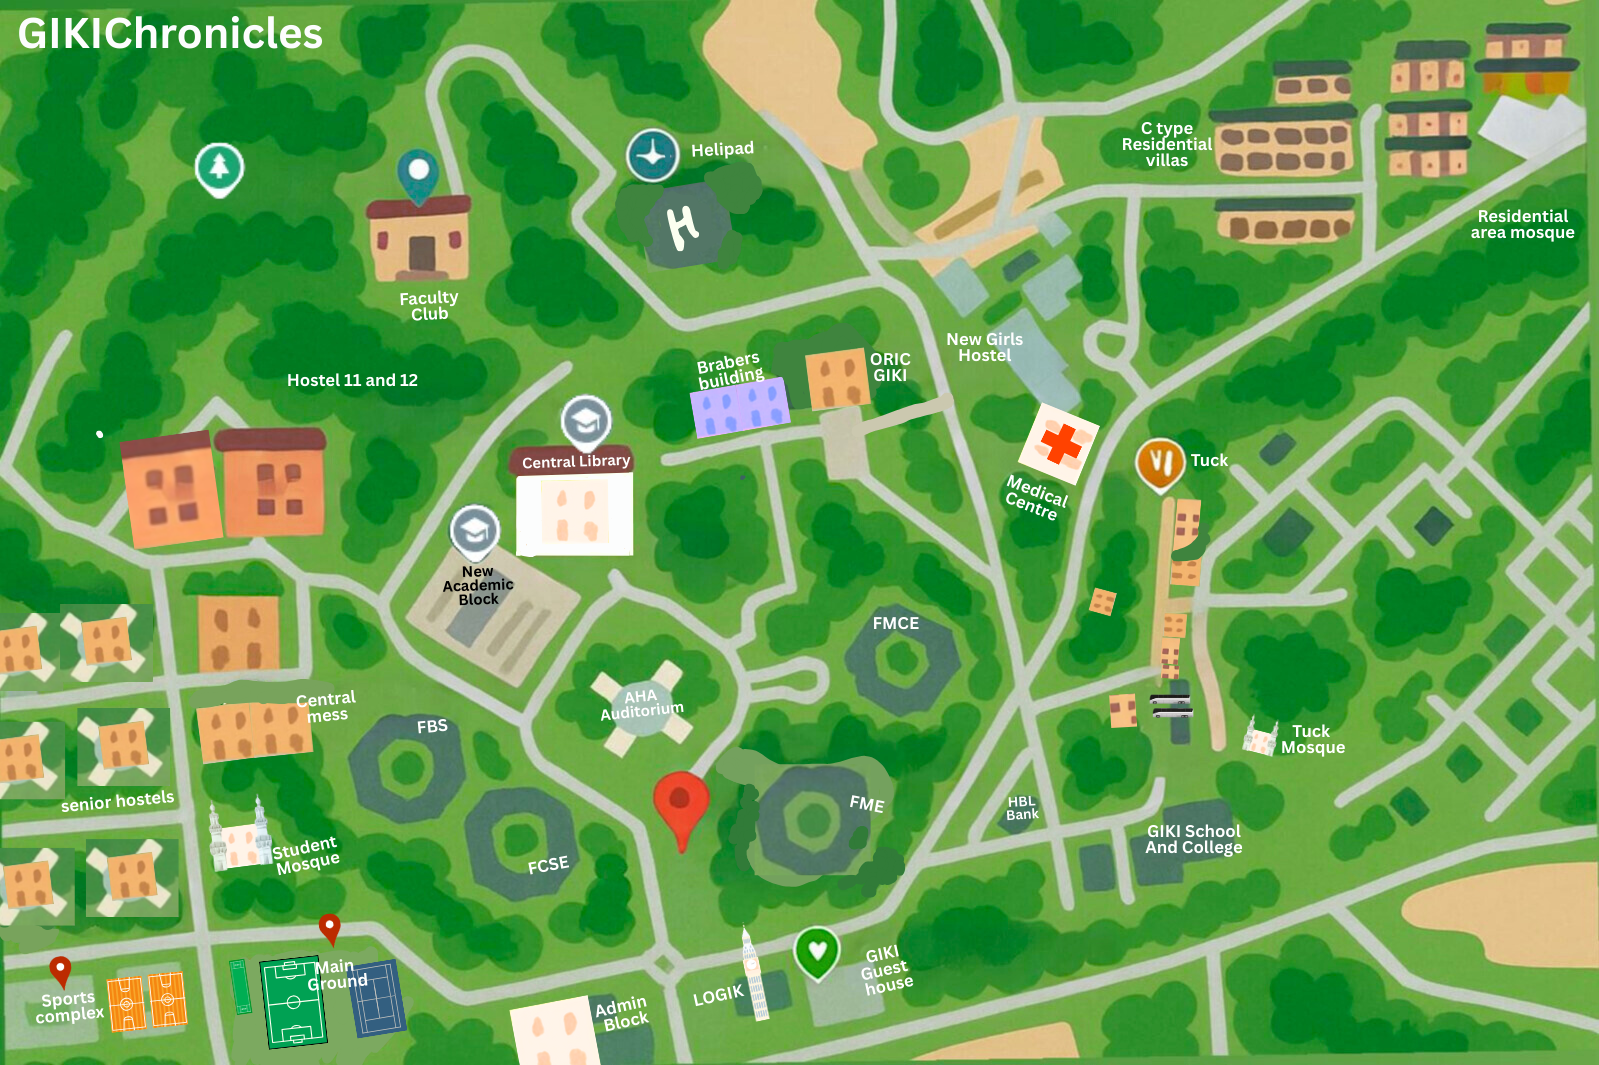 GIKIChronicles
Helipad
H
C type
Residential
villas
Residential
area mosque
Faculty
Club
Hostel 11 and 12
Brabers
building
ORIC
GIKI
New Girls
Hostel
Central Library
Medical
Centre
Tuck
New
Academic
Block
FMCE
AHA
Auditorium
Central
mess
FBS
Tuck
Mosque
senior hostels
FME
HBL
Bank
GIKI School
And College
Student
Mosque
FCSE
Main
Ground
Sports
complex
LOGIK
GIKI
Guest
house
Admin
Block